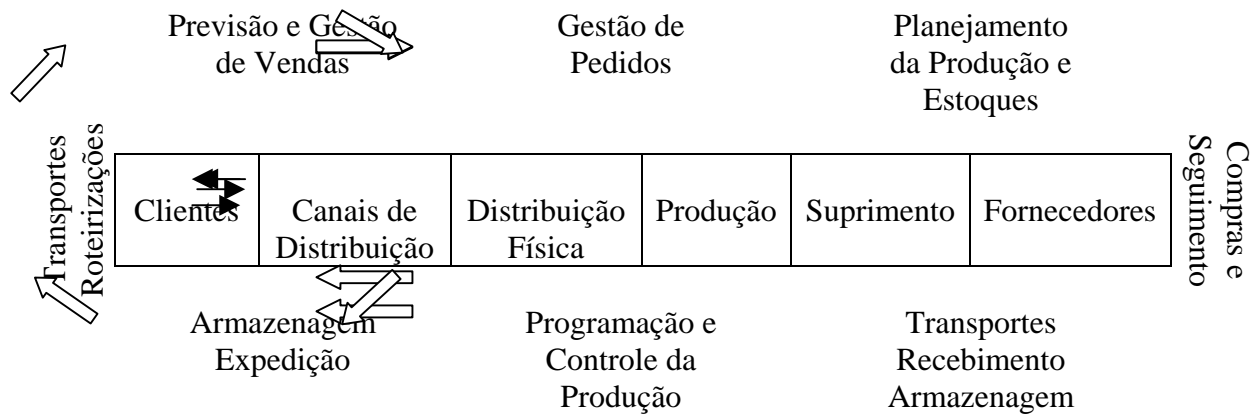 Previsão e Gestão
de Vendas
Gestão de
Pedidos
Planejamento
da Produção e
Estoques
Transportes
Roteirizações
Clientes
Canais de
Distribuição
Distribuição
Física
Produção
Suprimento
Fornecedores
Compras e
Seguimento
Armazenagem
Expedição
Programação e
Controle da
Produção
Transportes
Recebimento
Armazenagem